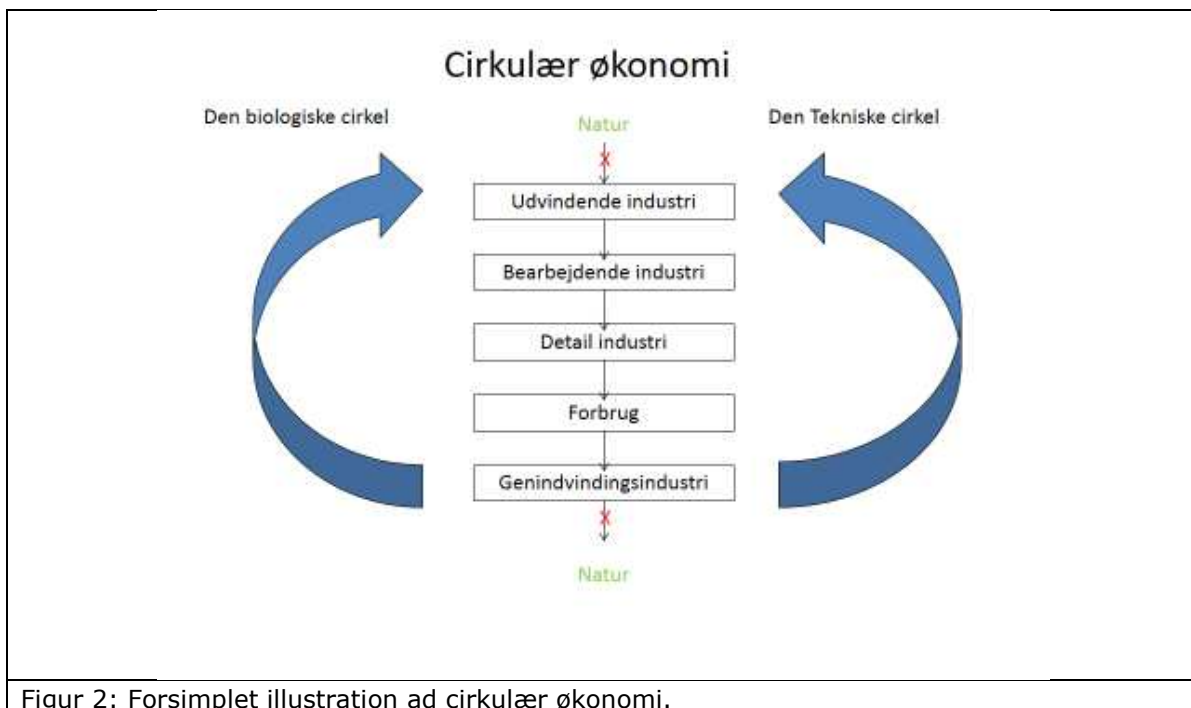 Cirkulær økonomi
Den biologiske cirkel
Natur
Den Tekniske cirkel
X
Udvindende industri
Bearbejdende industri
Detail industri
Forbrug
Genindvindingsindustri
X
Natur
Figur 2: Forsimplet illustration ad cirkulær økonomi.